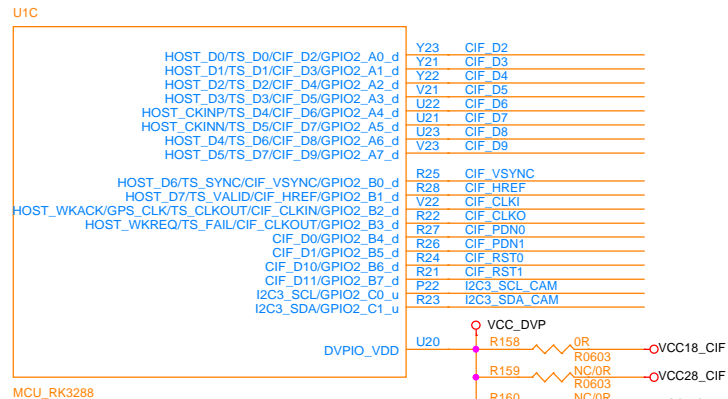 U1C
HOST_D0/TS_D0/CIF_D2/GPIO2_A0_d Y23 CIF_D2
HOST_D1/TS_D1/CIF_D3/GPIO2_A1_d Y21 CIF_D3
HOST_D2/TS_D2/CIF_D4/GPIO2_A2_d Y22 CIF_D4
HOST_D3/TS_D3/CIF_D5/GPIO2_A3_d V21 CIF_D5
HOST_CKINP/TS_D4/CIF_D6/GPIO2_A4_d U22 CIF_D6
HOST_CKINN/TS_D5/CIF_D7/GPIO2_A5_d U21 CIF_D7
HOST_D4/TS_D6/CIF_D8/GPIO2_A6_d U23 CIF_D8
HOST_D5/TS_D7/CIF_D9/GPIO2_A7_d V23 CIF_D9
HOST_D6/TS_SYNC/CIF_VSYNC/GPIO2_B0_d R25 CIF_VSYNC
HOST_D7/TS_VALID/CIF_HREF/GPIO2_B1_d R28 CIF_HREF
HOST_WKACK/GPS_CLK/TS_CLKOUT/CIF_CLKIN/GPIO2_B2_d V22 CIF_CLKI
HOST_WKREQ/TS_FAIL/CIF_CLKOUT/GPIO2_B3_d R22 CIF_CLKO
CIF_D0/GPIO2_B4_d R27 CIF_PDN0
CIF_D1/GPIO2_B5_d R26 CIF_PDN1
CIF_D10/GPIO2_B6_d R24 CIF_RST0
CIF_D11/GPIO2_B7_d R21 CIF_RST1
I2C3_SCL/GPIO2_C0_u P22 I2C3_SCL_CAM
I2C3_SDA/GPIO2_C1_u R23 I2C3_SDA_CAM
VCC_DVP
DVPIO_VDD U20 R158 0R VCC18_CIF
R0603
R159 NC/0R VCC28_CIF
R0603
MCU_RK3288 R160 NC/0R